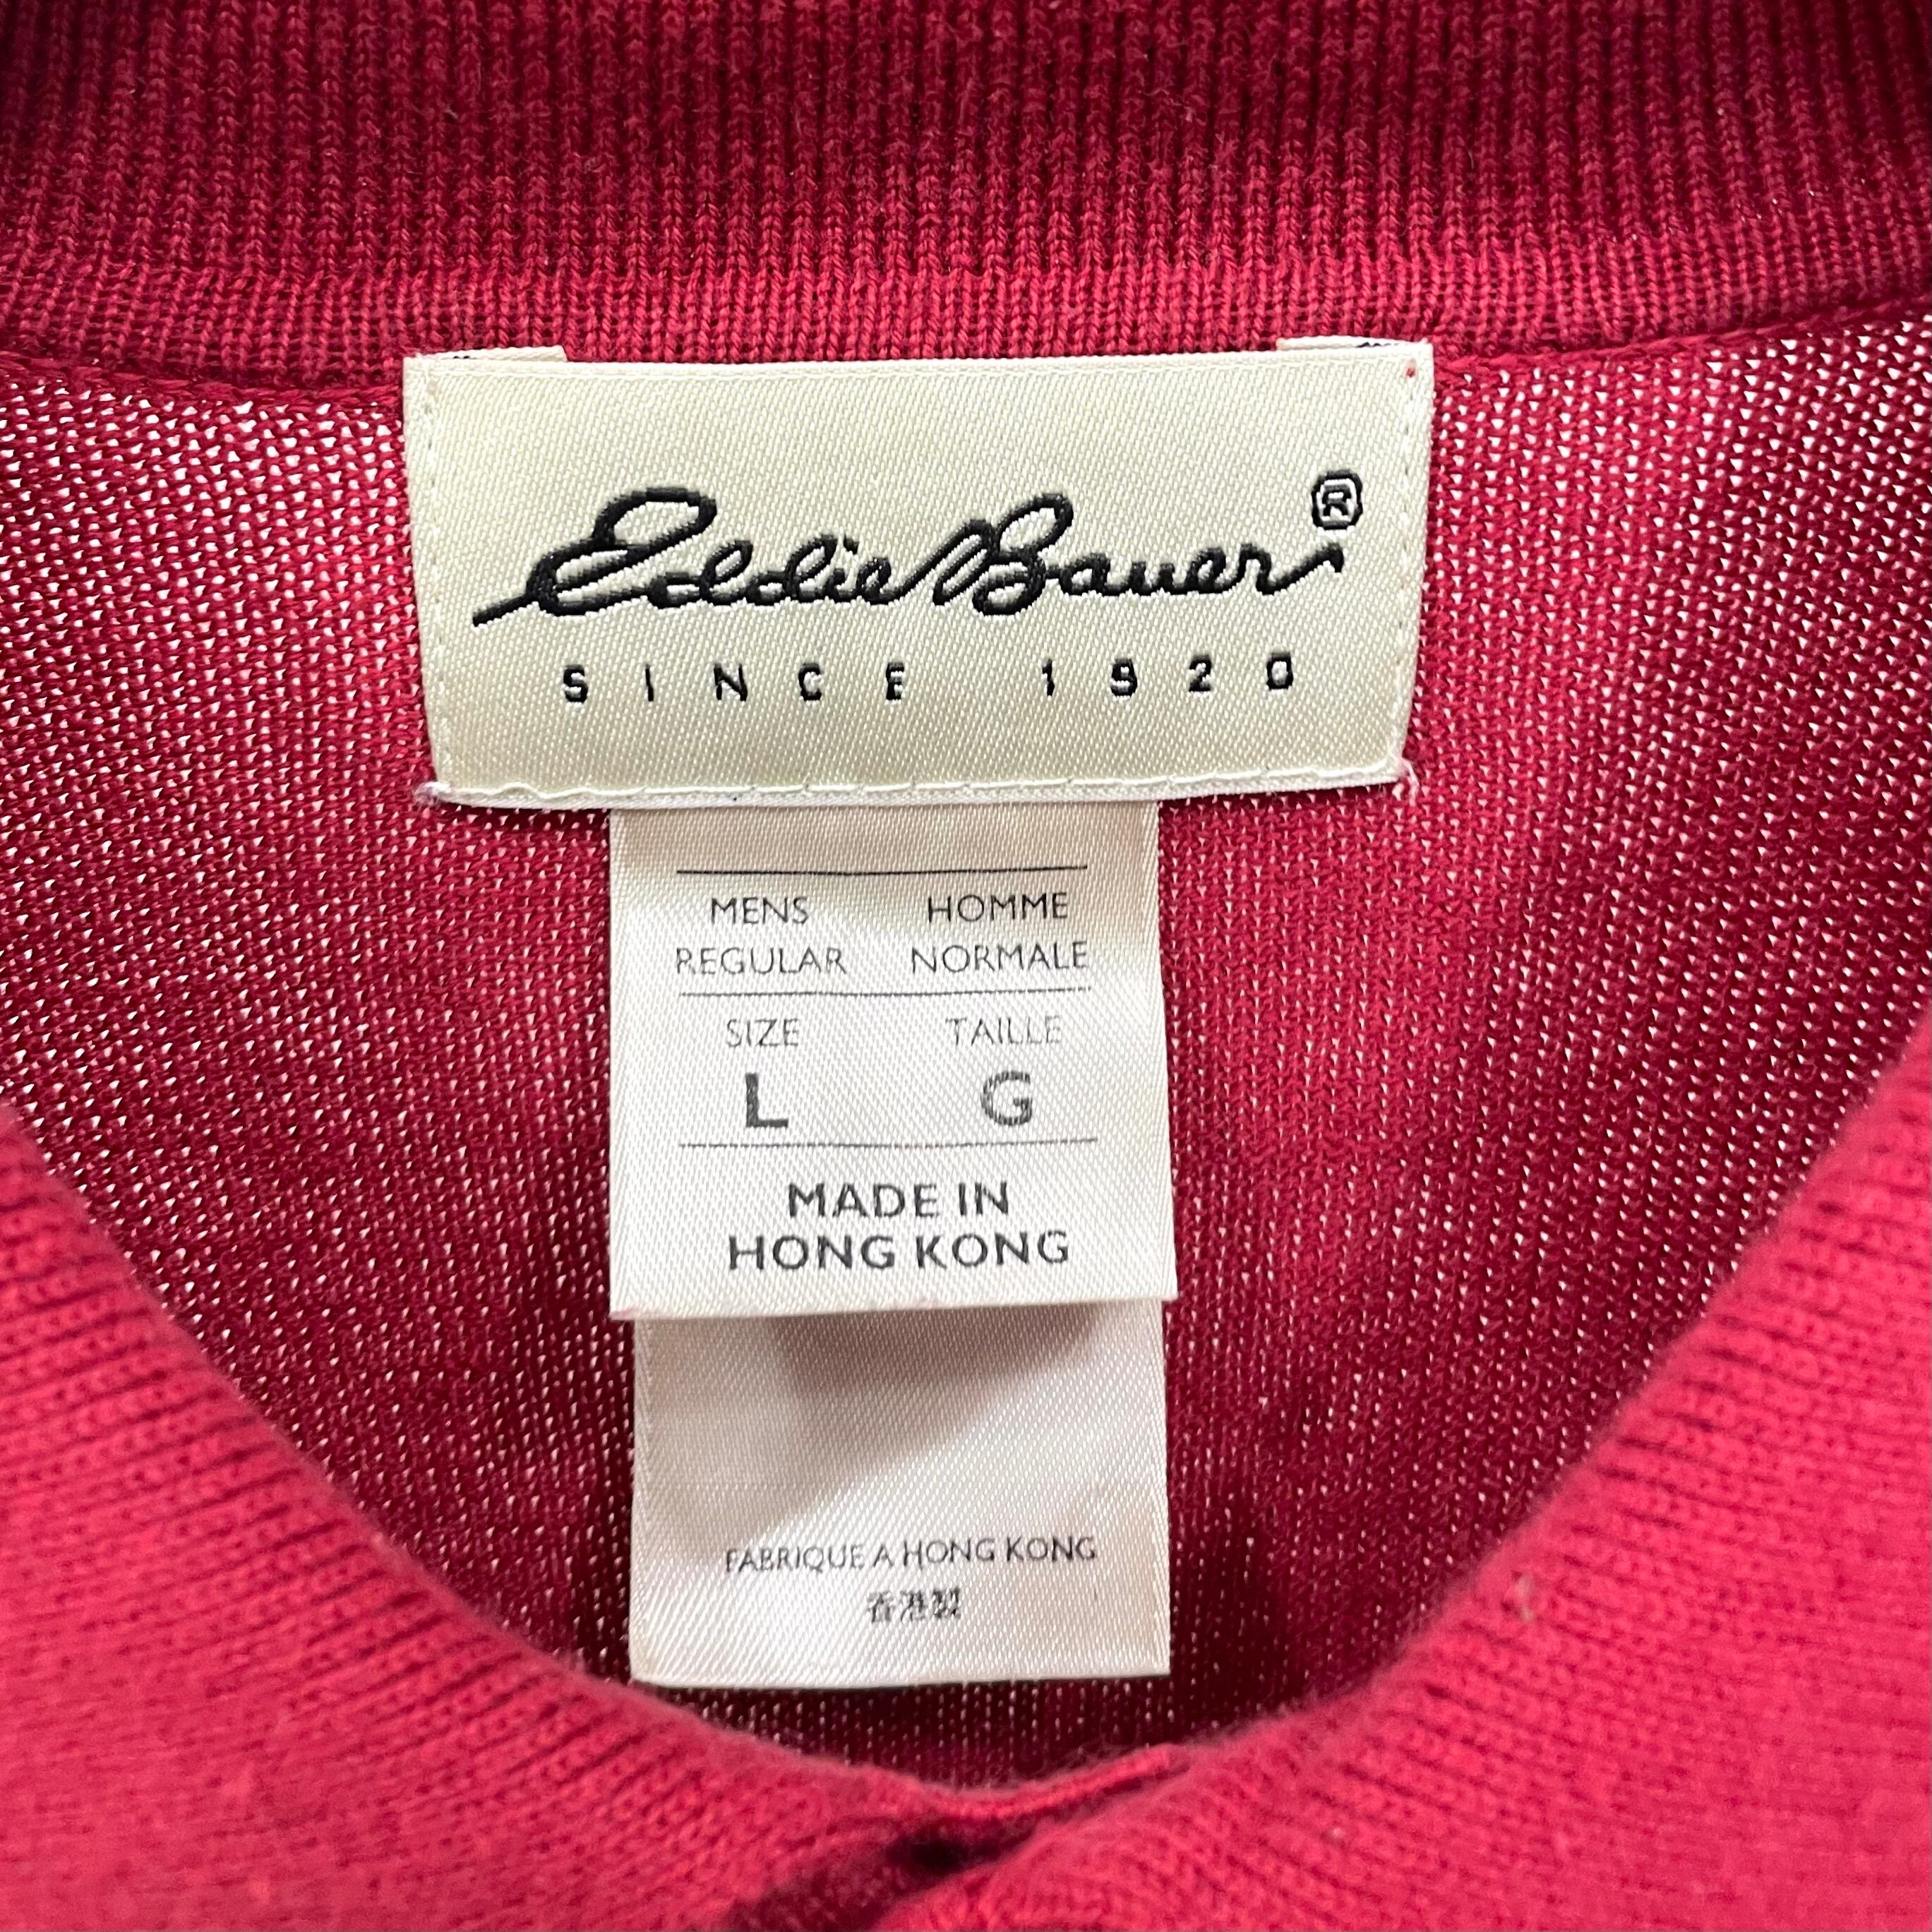 Eddie Bauer®
SINCE 1920
MENS HOMME
REGULAR NORMALE
SIZE TAILLE
L G
MADE IN
HONG KONG
FABRIQUE A HONG KONG
香港製